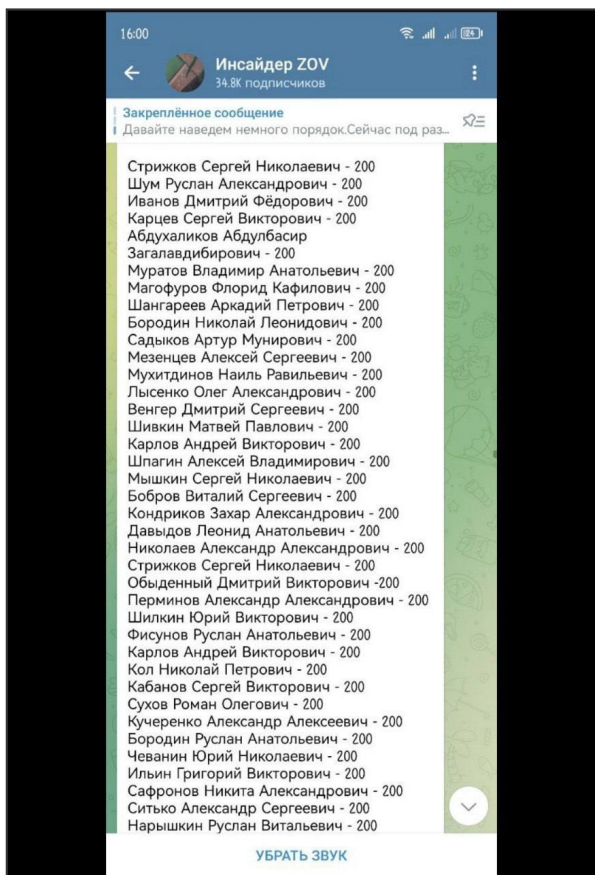 16:00
Инсайдер ZOV
34.8K подписчиков
Закреплённое сообщение
Давайте наведем немного порядок.Сейчас под раз...
Стрижков Сергей Николаевич - 200
Шум Руслан Александрович - 200
Иванов Дмитрий Фёдорович - 200
Карцев Сергей Викторович - 200
Абдухаликов Абдулбасир
Загалавдибирович - 200
Муратов Владимир Анатольевич - 200
Магофуров Флорид Кафилович - 200
Шангареев Аркадий Петрович - 200
Бородин Николай Леонидович - 200
Садыков Артур Мунирович - 200
Мезенцев Алексей Сергеевич - 200
Мухитдинов Наиль Равильевич - 200
Лысенко Олег Александрович - 200
Венгер Дмитрий Сергеевич - 200
Шивкин Матвей Павлович - 200
Карлов Андрей Викторович - 200
Шпагин Алексей Владимирович - 200
Мышкин Сергей Николаевич - 200
Бобров Виталий Сергеевич - 200
Кондриков Захар Александрович - 200
Давыдов Леонид Анатольевич - 200
Николаев Александр Александрович - 200
Стрижков Сергей Николаевич - 200
Обыденный Дмитрий Викторович -200
Перминов Александр Александрович - 200
Шилкин Юрий Викторович - 200
Фисунов Руслан Анатольевич - 200
Карлов Андрей Викторович - 200
Кол Николай Петрович - 200
Кабанов Сергей Викторович - 200
Сухов Роман Олегович - 200
Кучеренко Александр Алексеевич - 200
Бородин Руслан Анатольевич - 200
Чеванин Юрий Николаевич - 200
Ильин Григорий Викторович - 200
Сафронов Никита Александрович - 200
Ситько Александр Сергеевич - 200
Нарышкин Руслан Витальевич - 200
УБРАТЬ ЗВУК